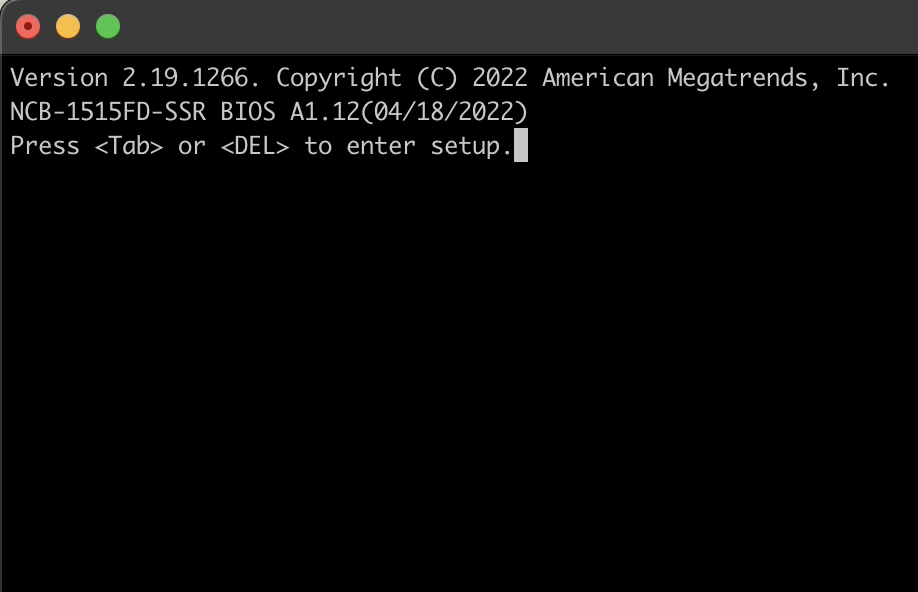 Version 2.19.1266. Copyright (C) 2022 American Megatrends, Inc.
NCB-1515FD-SSR BIOS A1.12(04/18/2022)
Press <Tab> or <DEL> to enter setup.